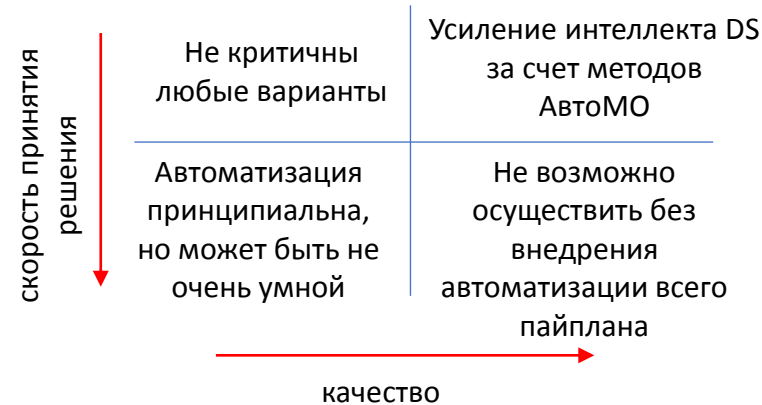 скорость принятия
решения
Не критичны
любые варианты
Усиление интеллекта DS
за счет методов
АвтоМО
Автоматизация
принципиальна,
но может быть не
очень умной
Не возможно
осуществить без
внедрения
автоматизации всего
пайплана
качество